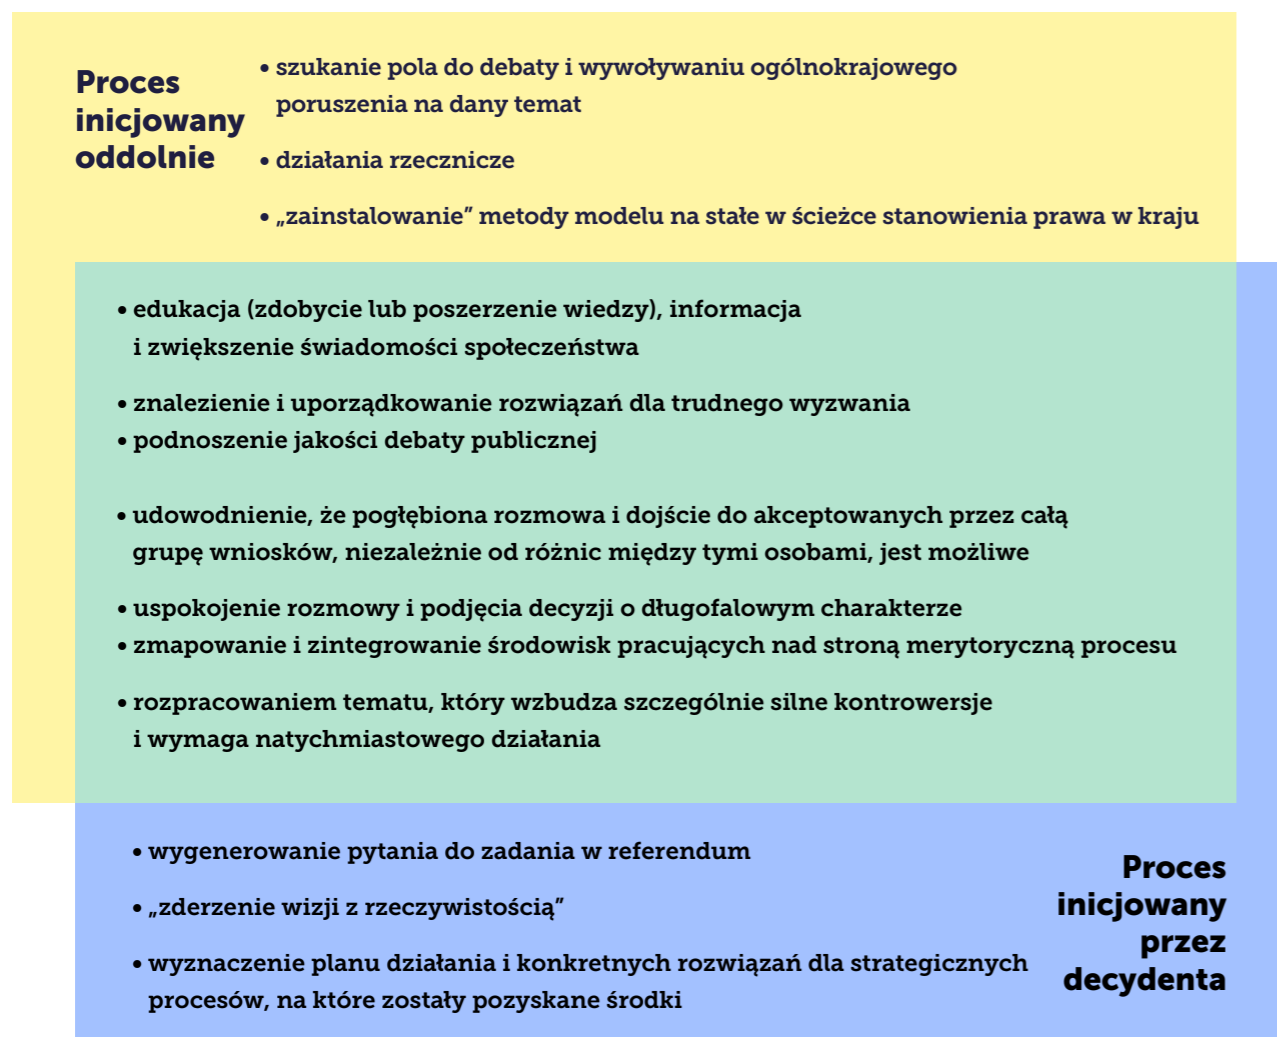 Proces
inicjowany
oddolnie
• szukanie pola do debaty i wywoływaniu ogólnokrajowego
poruszenia na dany temat
• działania rzecznicze
• „zainstalowanie” metody modelu na stałe w ścieżce stanowienia prawa w kraju
• edukacja (zdobycie lub poszerzenie wiedzy), informacja
i zwiększenie świadomości społeczeństwa
• znalezienie i uporządkowanie rozwiązań dla trudnego wyzwania
• podnoszenie jakości debaty publicznej
• udowodnienie, że pogłębiona rozmowa i dojście do akceptowanych przez całą
grupę wniosków, niezależnie od różnic między tymi osobami, jest możliwe
• uspokojenie rozmowy i podjęcia decyzji o długofalowym charakterze
• zmapowanie i zintegrowanie środowisk pracujących nad stroną merytoryczną procesu
• rozpracowaniem tematu, który wzbudza szczególnie silne kontrowersje
i wymaga natychmiastowego działania
• wygenerowanie pytania do zadania w referendum
• „zderzenie wizji z rzeczywistością”
• wyznaczenie planu działania i konkretnych rozwiązań dla strategicznych
procesów, na które zostały pozyskane środki
Proces
inicjowany
przez
decydenta